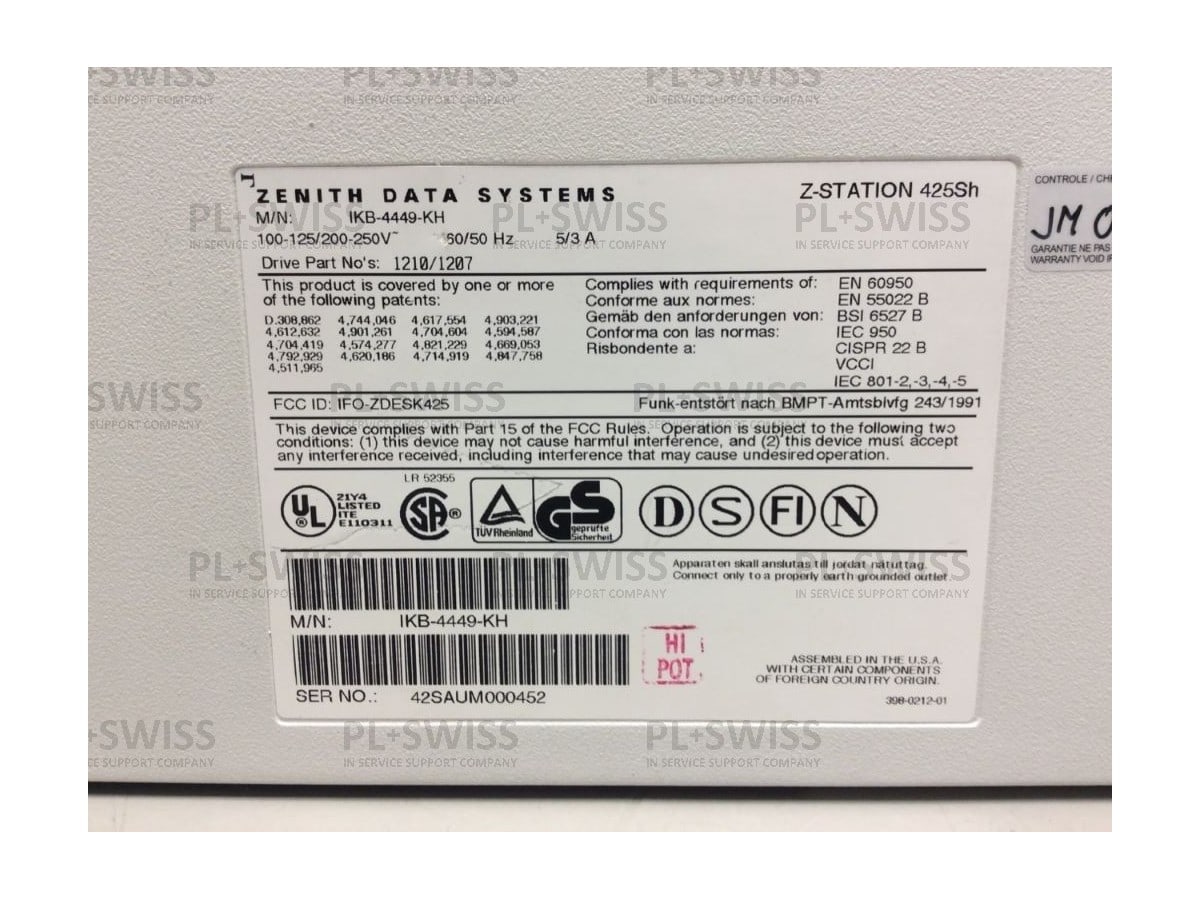 PL+SWISS
IN SERVICE SUPPORT COMPANY
ZENITH DATA SYSTEMS
Z-STATION 425Sh
M/N: IKB-4449-KH
100-125/200-250V~ 60/50 Hz 5/3 A
Drive Part No's: 1210/1207
This product is covered by one or more
of the following patents:
D.308,862 4,744,046 4,617,554 4,903,221
4,612,632 4,901,261 4,704,604 4,594,587
4,704,419 4,574,277 4,821,229 4,669,053
4,792,929 4,620,186 4,714,919 4,847,758
4,511,965
Complies with requirements of: EN 60950
Conforme aux normes: EN 55022 B
Gemäb den anforderungen von: BSI 6527 B
Conforma con las normas: IEC 950
Risbondente a: CISPR 22 B
VCCI
IEC 801-2,-3,-4,-5
FCC ID: IFO-ZDESK425
Funk-entstört nach BMPT-Amtsblvfg 243/1991
This device complies with Part 15 of the FCC Rules. Operation is subject to the following two
conditions: (1) this device may not cause harmful interference, and (2) this device must accept
any interference received, including interference that may cause undesired operation.
UL ®
21Y4
LISTED
ITE
E110311
LR 52355
SA ®
TÜV Rheinland
GS
geprüfte
Sicherheit
D S FI N
Apparaten skall anslutas till jordat nätuttag.
Connect only to a properly earth grounded outlet.
M/N: IKB-4449-KH
SER NO.: 42SAUM000452
HI
POT
ASSEMBLED IN THE U.S.A.
WITH CERTAIN COMPONENTS
OF FOREIGN COUNTRY ORIGIN.
398-0212-01
CONTROLE /
JM
GARANTIE NE PAS
WARRANTY VOID